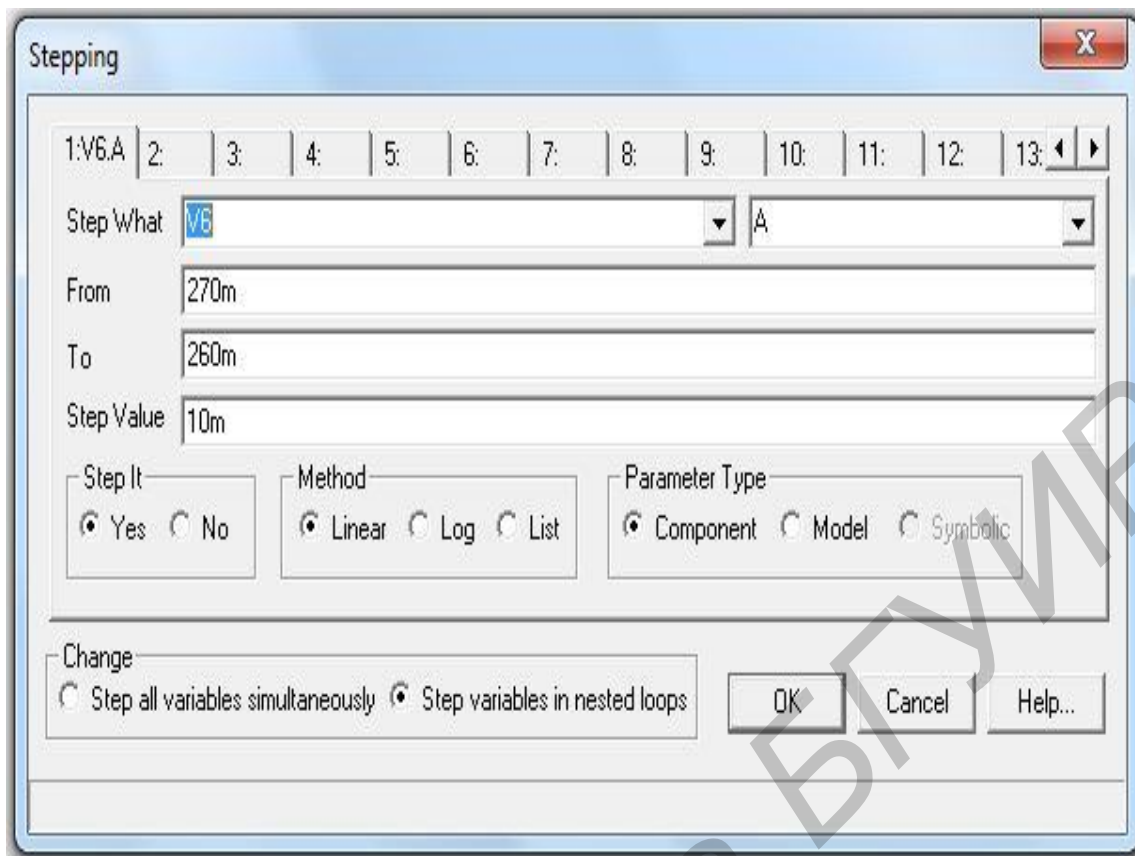 Stepping
1:V6.A 2: 3: 4: 5: 6: 7: 8: 9: 10: 11: 12: 13:
Step What V6 A
From 270m
To 260m
Step Value 10m
Step It Method Parameter Type
Yes No Linear Log List Component Model Symbolic
Change
Step all variables simultaneously Step variables in nested loops OK Cancel Help...
БГУИР